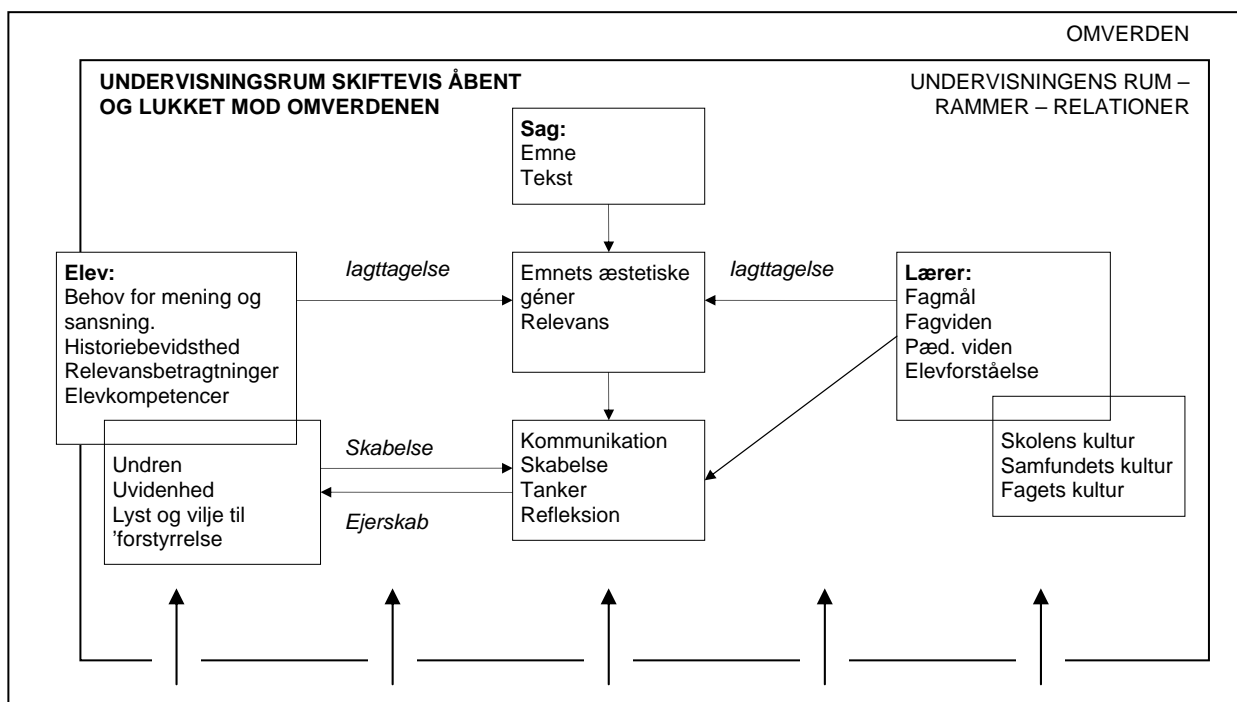 OMVERDEN
UNDERVISNINGSRUM SKIFTEVIS ÅBENT
OG LUKKET MOD OMVERDENEN
UNDERVISNINGENS RUM –
RAMMER – RELATIONER
Sag:
Emne
Tekst
Elev:
Behov for mening og
sansning.
Historiebevidsthed
Relevansbetragtninger
Elevkompetencer
Iagttagelse
Emnets æstetiske
géner
Relevans
Iagttagelse
Lærer:
Fagmål
Fagviden
Pæd. viden
Elevforståelse
Undren
Uvidenhed
Lyst og vilje til
’forstyrrelse
Skabelse
Ejerskab
Kommunikation
Skabelse
Tanker
Refleksion
Skolens kultur
Samfundets kultur
Fagets kultur